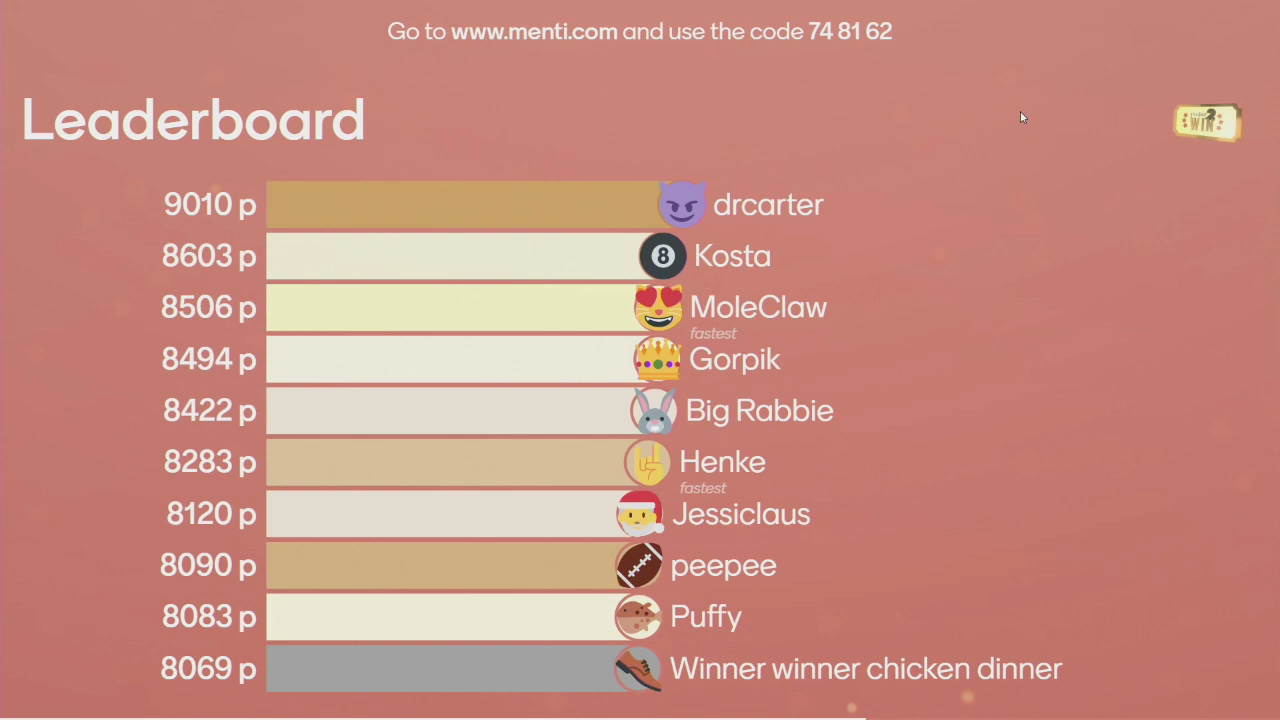 Go to www.menti.com and use the code 74 81 62
Leaderboard
WIN
9010 p drcarter
8603 p 8 Kosta
8506 p MoleClaw
fastest
8494 p Gorpik
8422 p Big Rabbie
8283 p Henke
fastest
8120 p Jessiclaus
8090 p peepee
8083 p Puffy
8069 p Winner winner chicken dinner